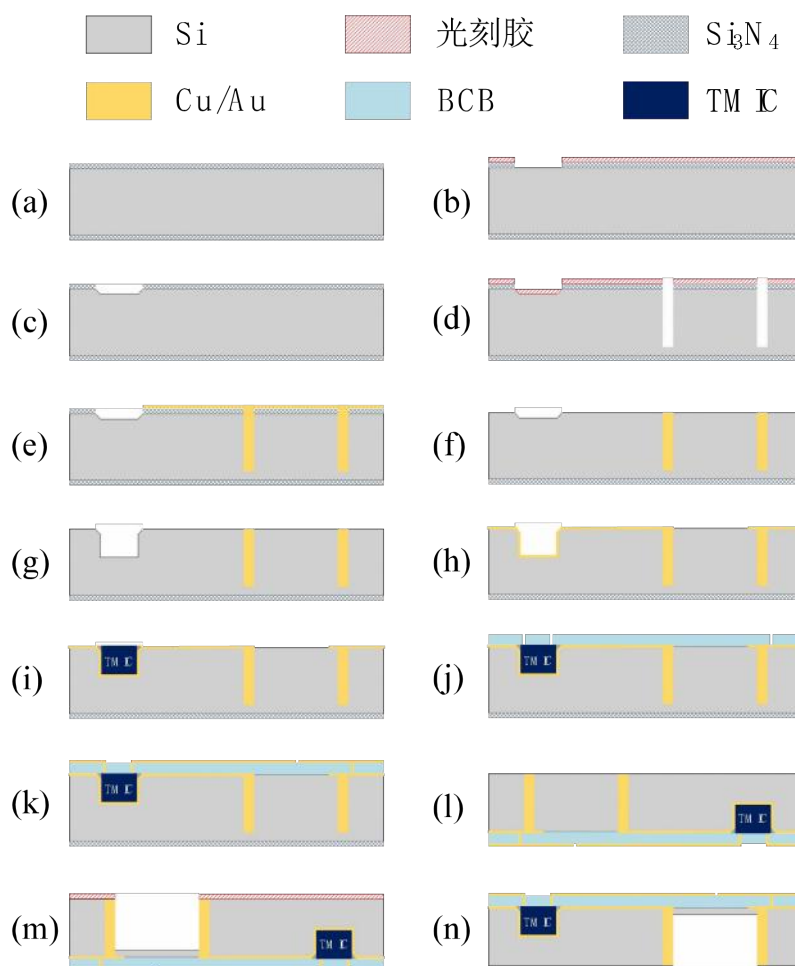 Si 光刻胶 Si₃N₄
Cu/Au BCB TMIC
(a) (b)
(c) (d)
(e) (f)
(g) (h)
(i) TMIC (j) TMIC
(k) TMIC (l) TMIC
(m) TMIC (n) TMIC